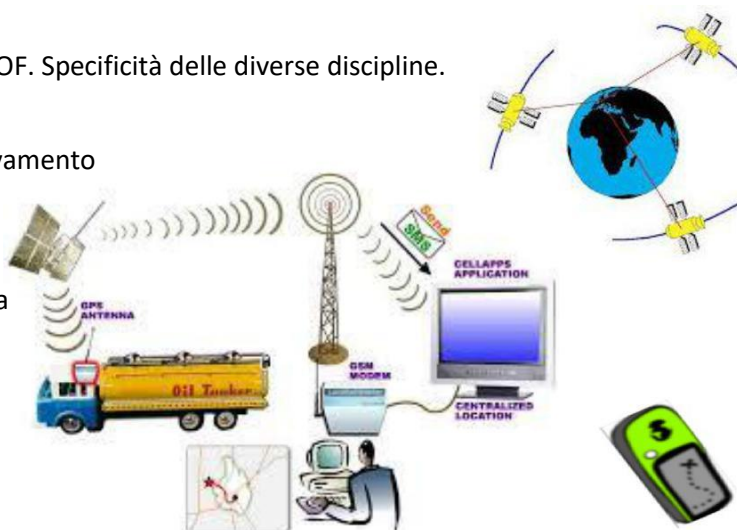 OF. Specificità delle diverse discipline.
vamento
a
Send
SMS
CELLAPPS
APPLICATION
GPS
ANTENNA
Oil Tanker
GSM
MODEM
CENTRALIZED
LOCATION